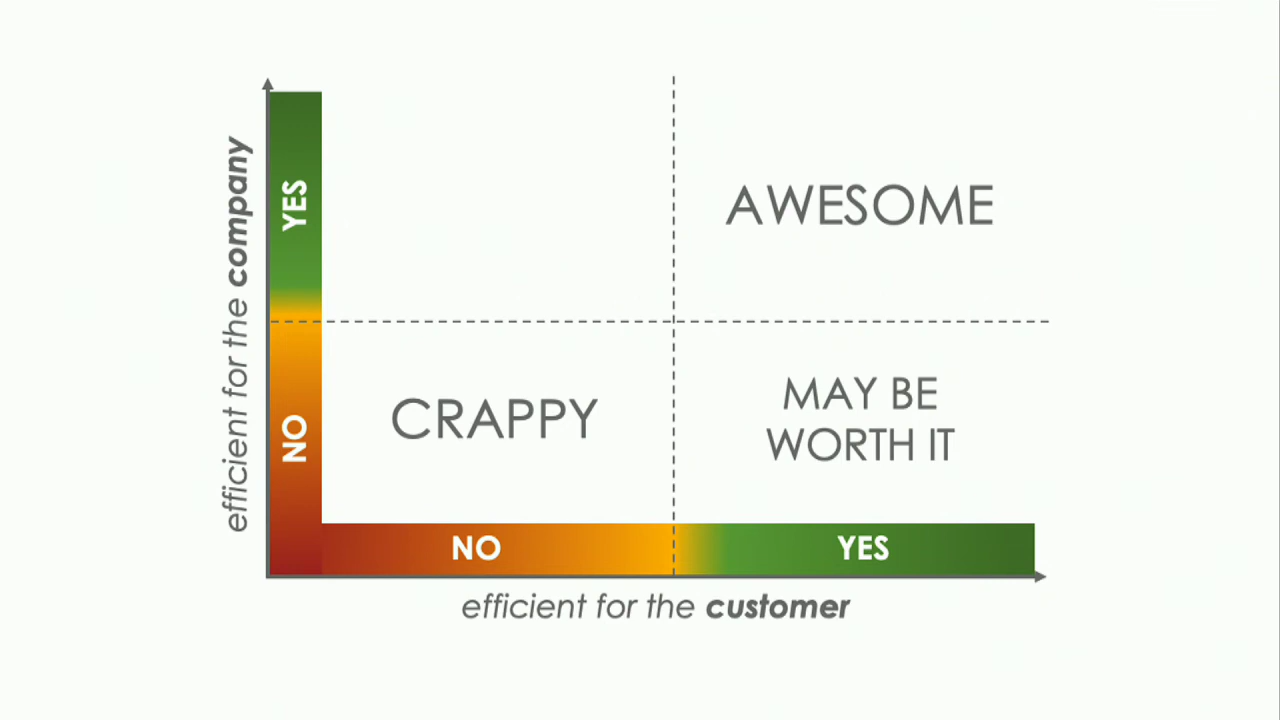 efficient for the company
YES
NO
AWESOME
CRAPPY
MAY BE
WORTH IT
NO
YES
efficient for the customer